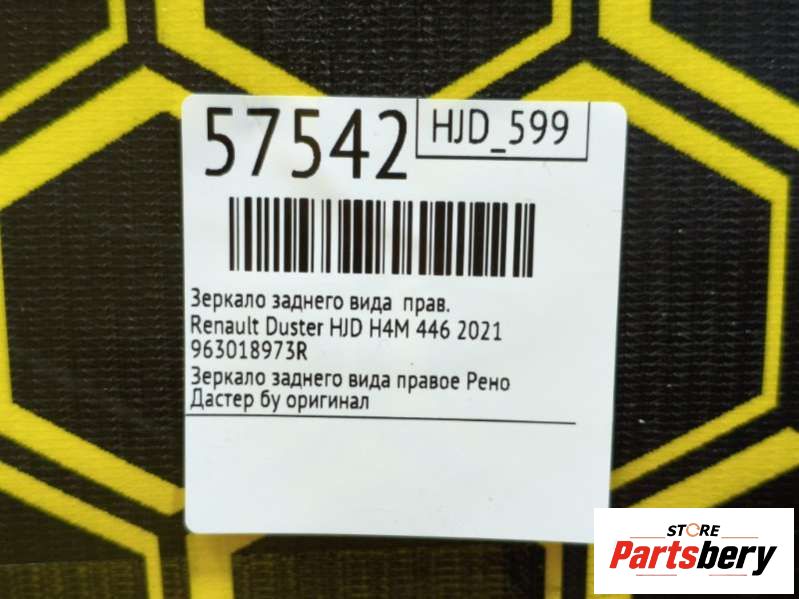 57542 HJD_599
Зеркало заднего вида прав.
Renault Duster HJD H4M 446 2021
963018973R
Зеркало заднего вида правое Рено
Дастер бу оригинал
STORE
Partsbery